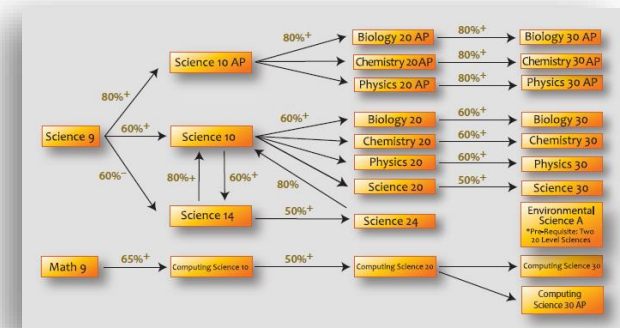 80%+
Biology 20 AP
80%+
Biology 30 AP
Science 10 AP
Chemistry 20AP
80%+
Chemistry 30 AP
Physics 20 AP
80%+
Physics 30 AP
80%+
60%+
Biology 20
60%+
Biology 30
Science 9
60%+
Science 10
Chemistry 20
60%+
Chemistry 30
60%-
Physics 20
60%+
Physics 30
80%+
60%+
80%
Science 20
50%+
Science 30
Science 14
50%+
Science 24
Environmental
Science A
*Pre-Requisite: Two
20 Level Sciences
Math 9
65%+
Computing Science 10
50%+
Computing Science 20
Computing Science 30
Computing
Science 30 AP